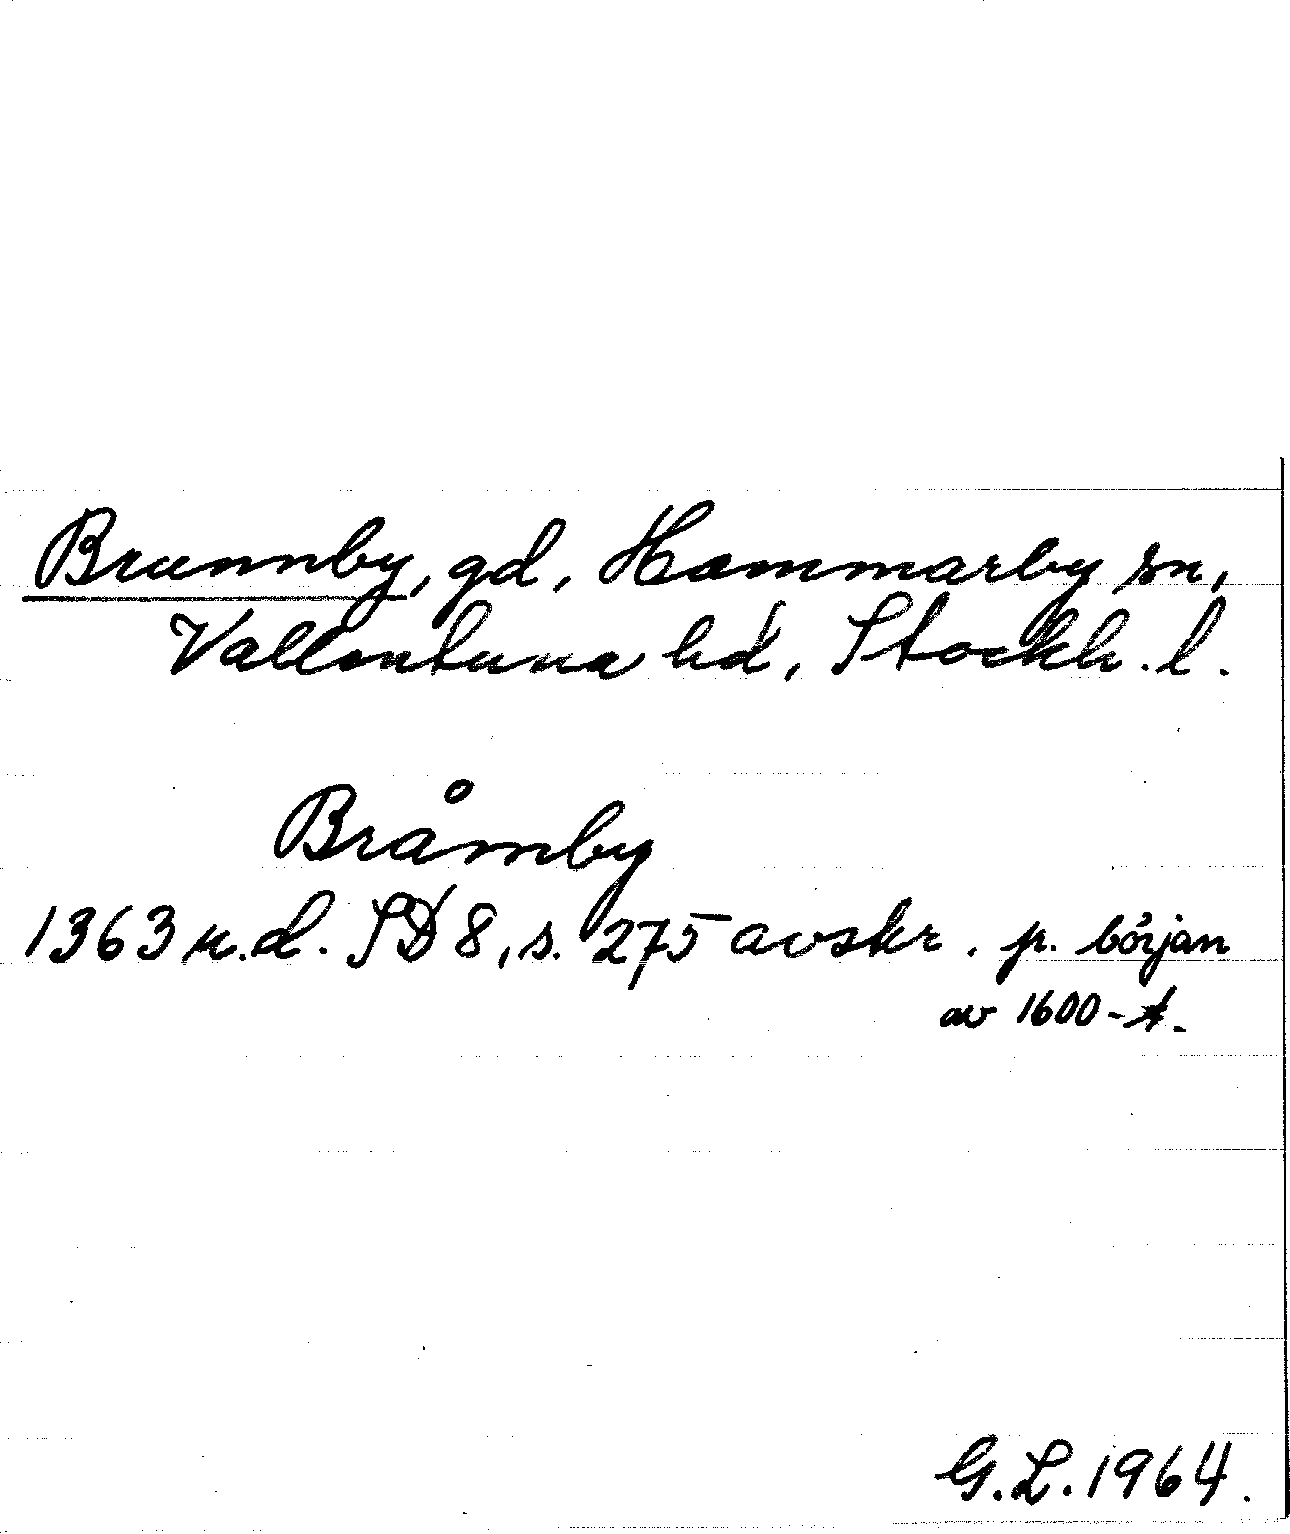 Brunnby, gd, Hammarby sn,
Vallentuna hd, Stockh. l.
Bråmby
1363 u.d. SD 8, s. 275 avskr. p. början
av 1600-t.
G.L. 1964.